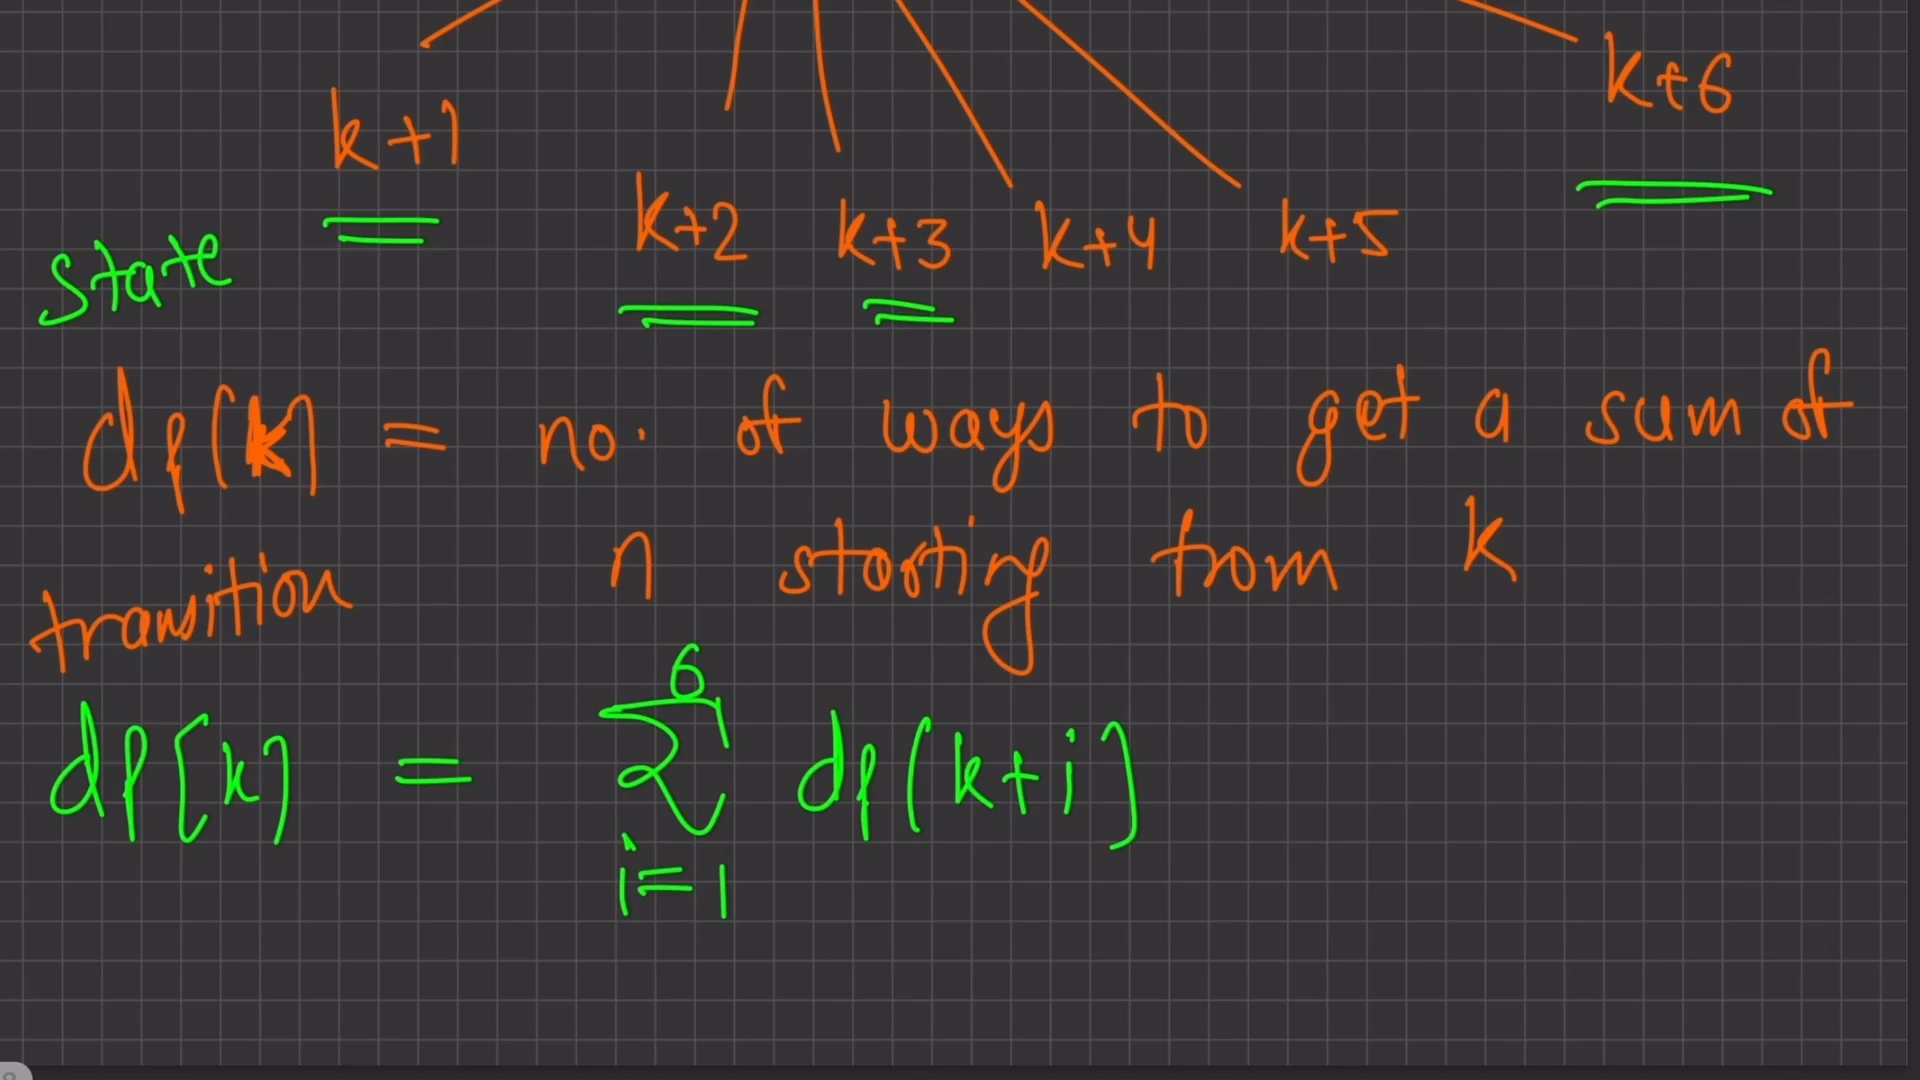 k+1 k+6
k+2 k+3 k+4 k+5
state
dp[k] = no. of ways to get a sum of
n starting from k
transition
6
dp[k] = Σ dp[k+i]
i=1